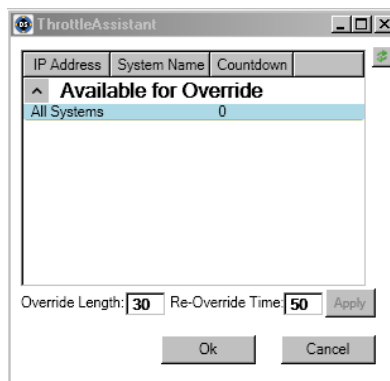 DS ThrottleAssistant
IP Address System Name Countdown
Available for Override
All Systems 0
Override Length: 30 Re-Override Time: 50 Apply
Ok Cancel